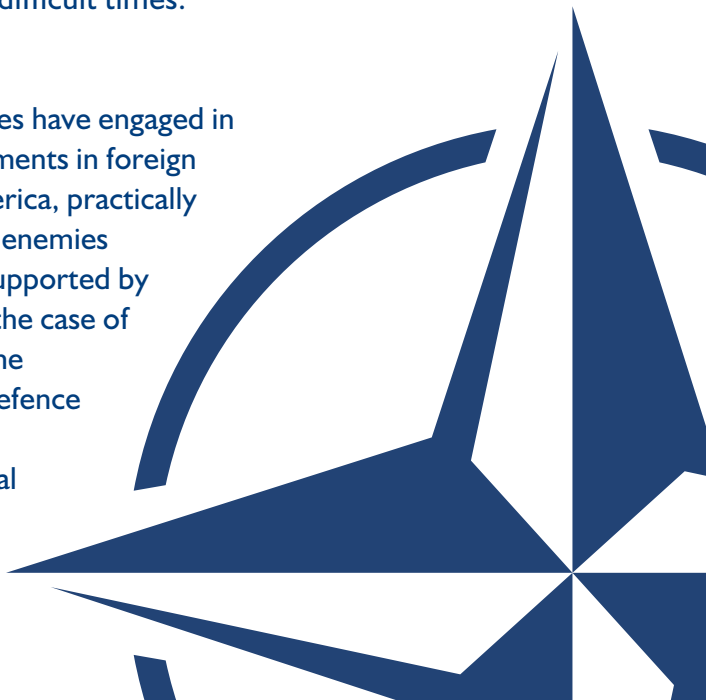 difficult times.
es have engaged in
ments in foreign
erica, practically
enemies
upported by
the case of
ne
efence
al